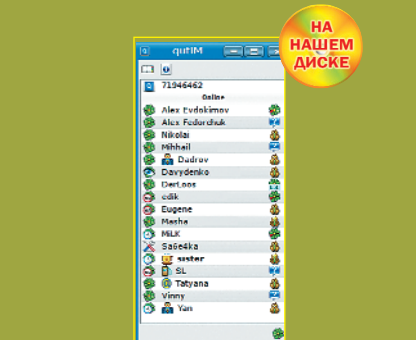 НА
НАШЕМ
ДИСКЕ
qutIM
71946462
Online
Alex Evdokimov
Alex Fedorchuk
Nikolai
Mihhail
Dadrov
Davydenko
DerLoos
edik
Eugene
Masha
MiLK
Sa6e4ka
sister
SL
Tatyana
Vinny
Yan